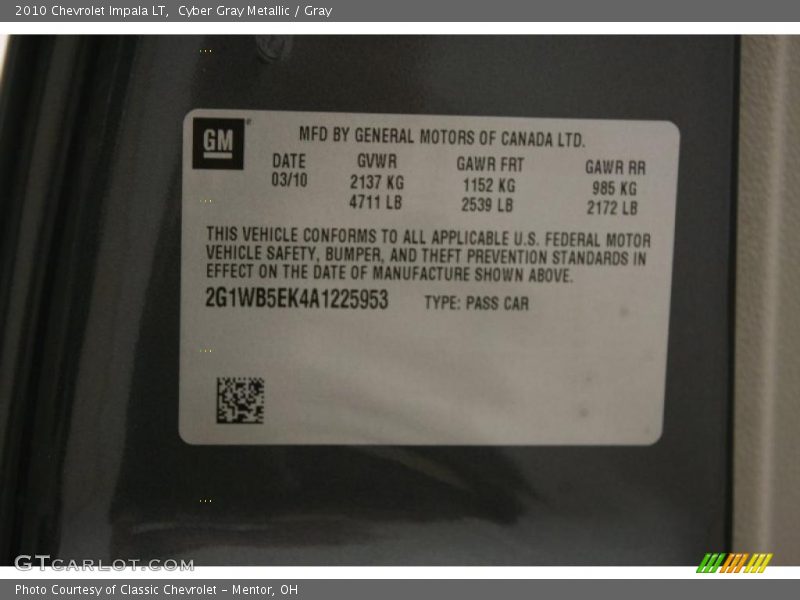 2010 Chevrolet Impala LT,  Cyber Gray Metallic / Gray
GM
MFD BY GENERAL MOTORS OF CANADA LTD.
DATE GVWR GAWR FRT GAWR RR
03/10 2137 KG 1152 KG 985 KG
4711 LB 2539 LB 2172 LB
THIS VEHICLE CONFORMS TO ALL APPLICABLE U.S. FEDERAL MOTOR
VEHICLE SAFETY, BUMPER, AND THEFT PREVENTION STANDARDS IN
EFFECT ON THE DATE OF MANUFACTURE SHOWN ABOVE.
2G1WB5EK4A1225953 TYPE: PASS CAR
GTCARLOT.COM
Photo Courtesy of Classic Chevrolet – Mentor, OH